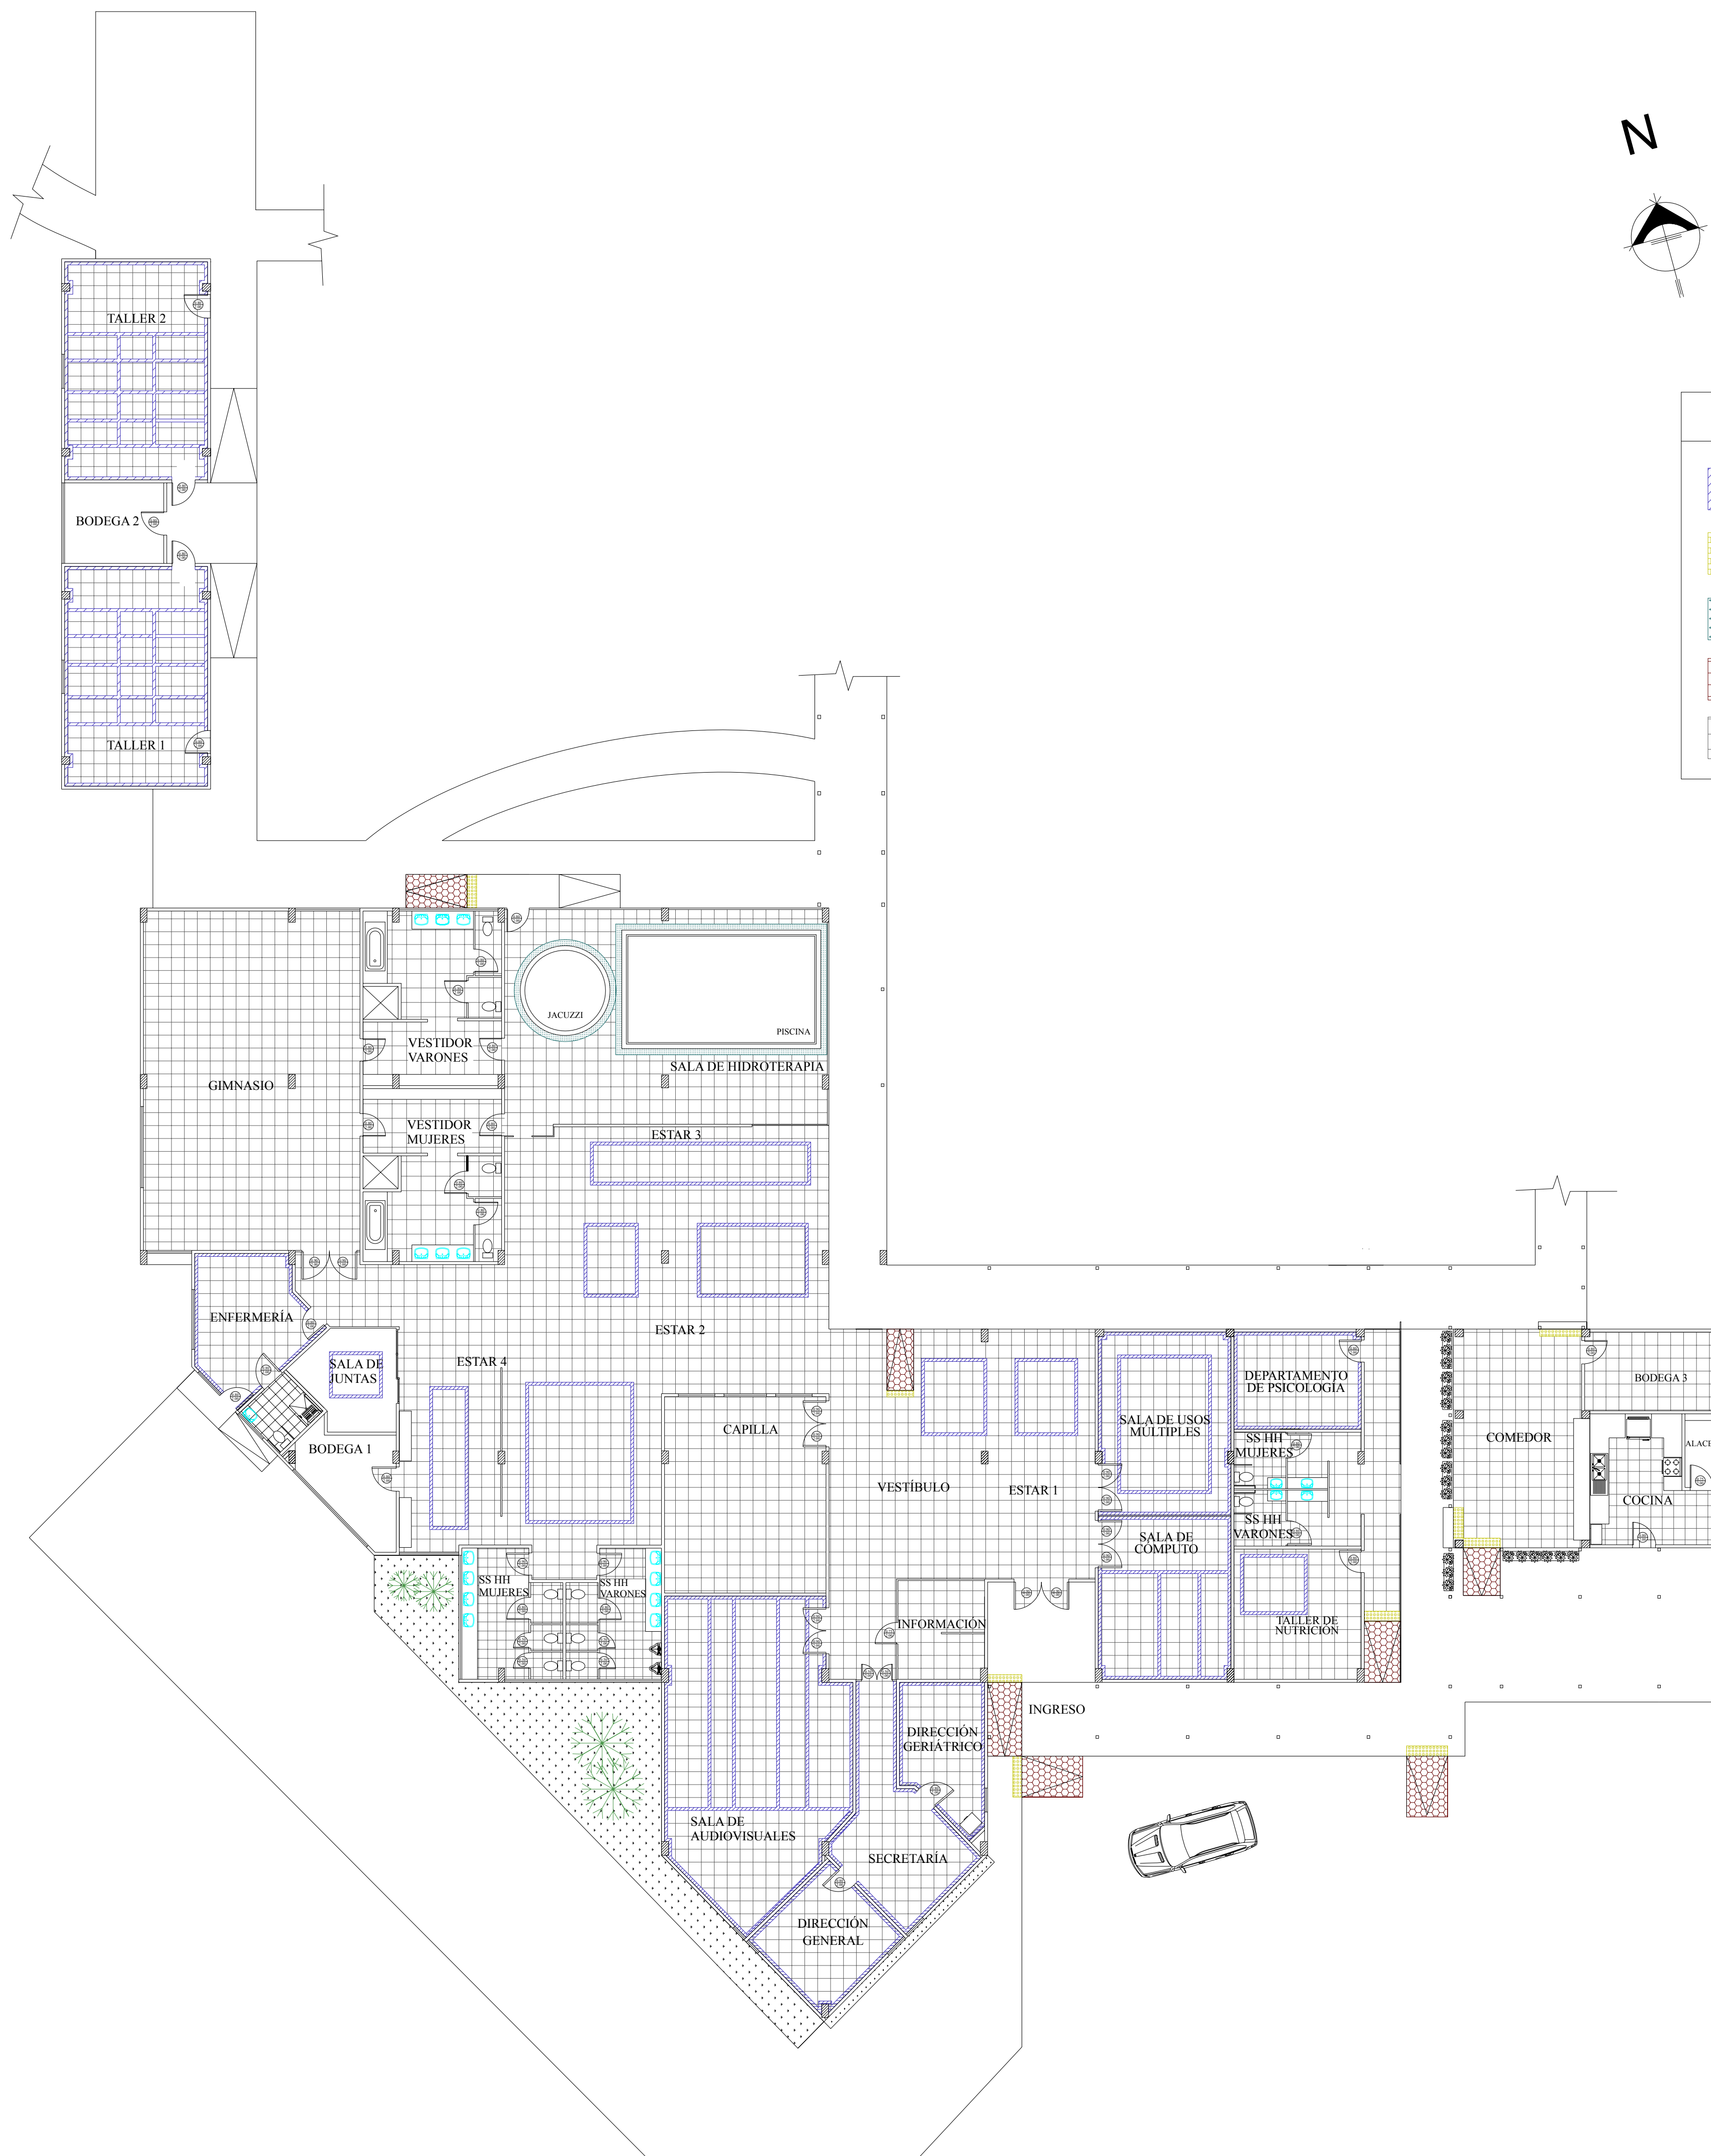 N
TALLER 2
BODEGA 2
TALLER 1
JACUZZI
PISCINA
VESTIDOR
VARONES
SALA DE HIDROTERAPIA
GIMNASIO
VESTIDOR
MUJERES
ESTAR 3
ENFERMERÍA
ESTAR 2
ESTAR 4
SALA DE
JUNTAS
BODEGA 1
CAPILLA
VESTÍBULO
ESTAR 1
SALA DE USOS
MÚLTIPLES
DEPARTAMENTO
DE PSICOLOGÍA
SS HH
MUJERES
SS HH
VARONES
SALA DE
CÓMPUTO
COMEDOR
BODEGA 3
ALACE
COCINA
SS HH
MUJERES
SS HH
VARONES
INFORMACIÓN
TALLER DE
NUTRICIÓN
INGRESO
DIRECCIÓN
GERIÁTRICO
SALA DE
AUDIOVISUALES
SECRETARÍA
DIRECCIÓN
GENERAL